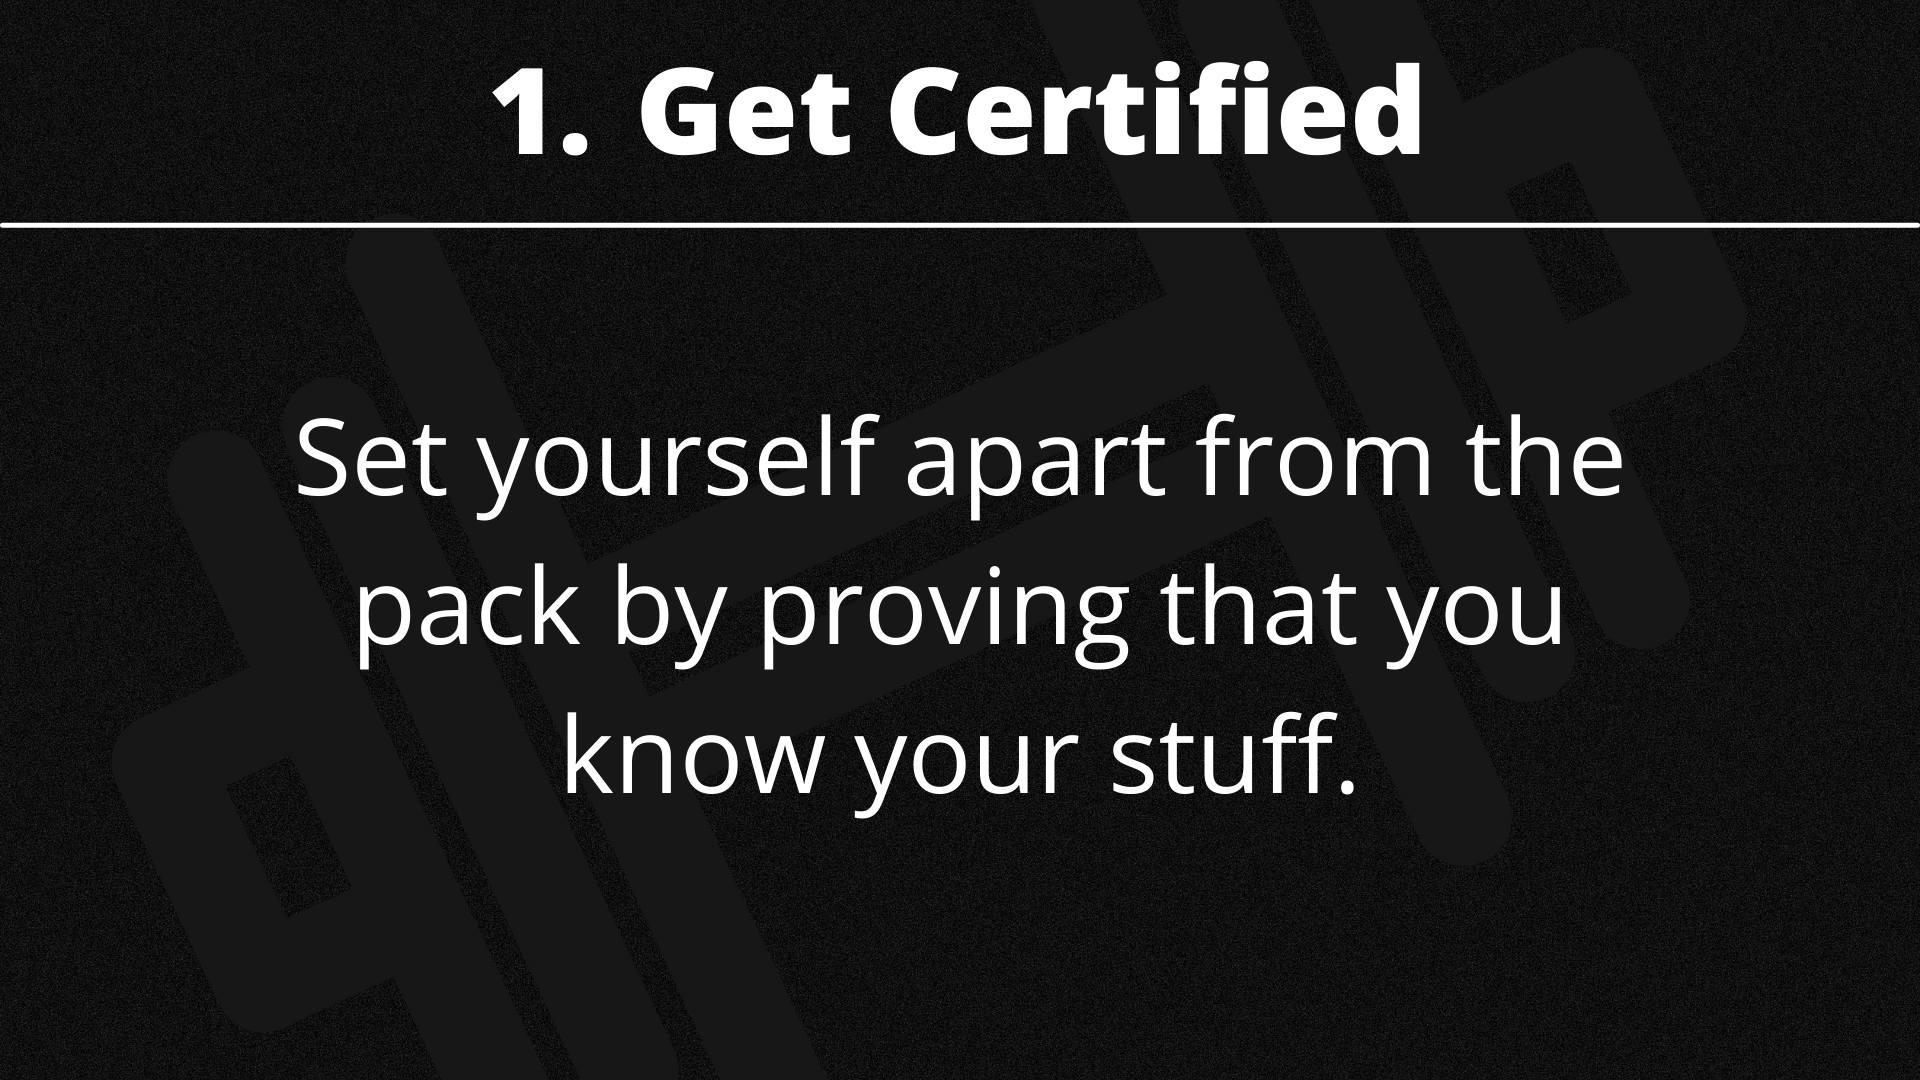 1. Get Certified
Set yourself apart from the
pack by proving that you
know your stuff.